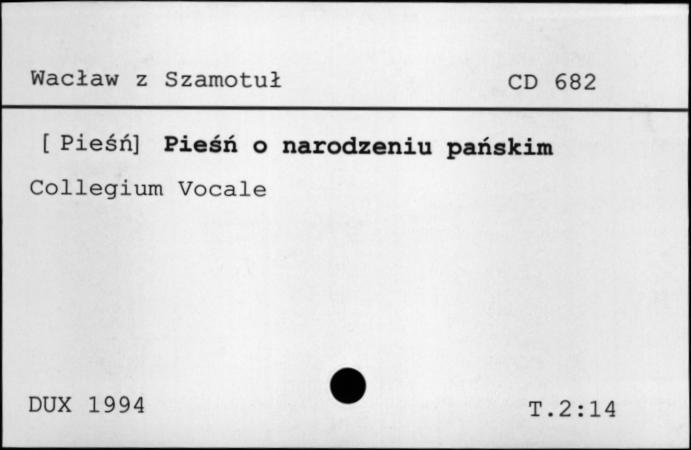 Wacław z Szamotuł CD 682
[ Pieśń] Pieśń o narodzeniu pańskim
Collegium Vocale
DUX 1994 T.2:14